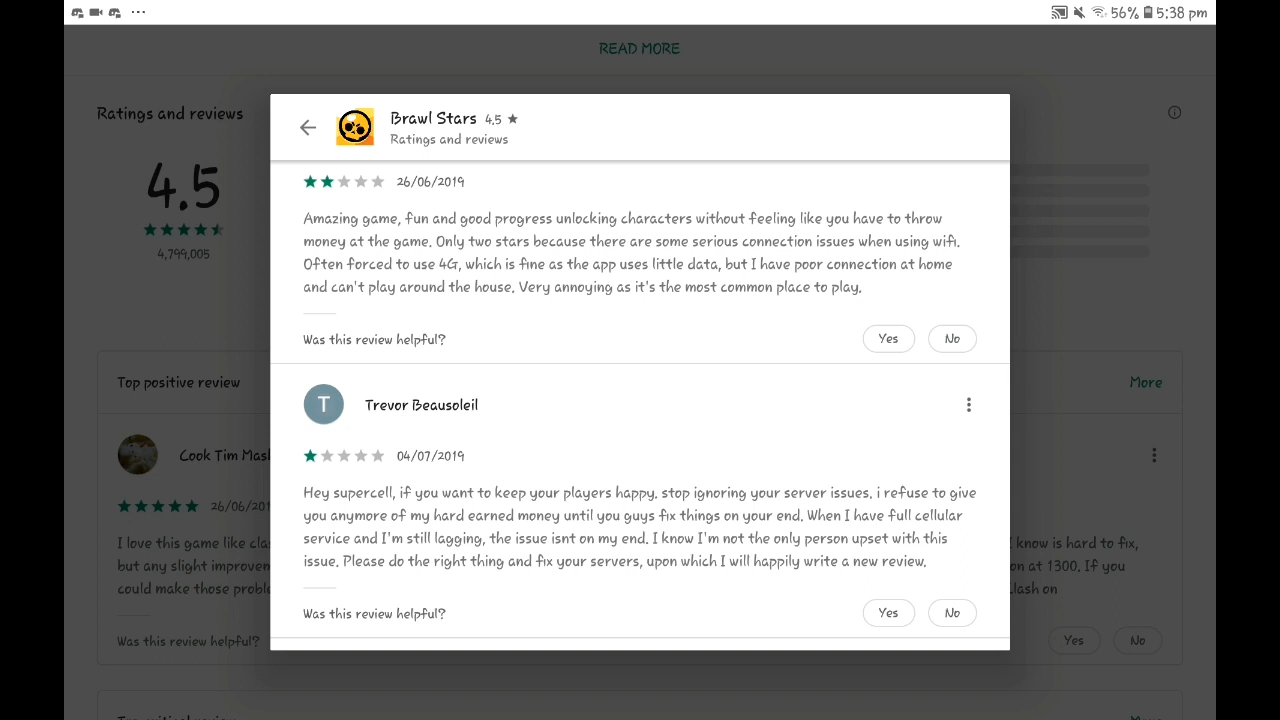 56% 5:38 pm
READ MORE
Ratings and reviews
4.5
4,799,005
Brawl Stars 4.5 ★
Ratings and reviews
26/06/2019
Amazing game, fun and good progress unlocking characters without feeling like you have to throw
money at the game. Only two stars because there are some serious connection issues when using wifi.
Often forced to use 4G, which is fine as the app uses little data, but I have poor connection at home
and can't play around the house. Very annoying as it's the most common place to play.
Was this review helpful? Yes No
T Trevor Beausoleil
04/07/2019
Hey supercell, if you want to keep your players happy. stop ignoring your server issues. i refuse to give
you anymore of my hard earned money until you guys fix things on your end. When I have full cellular
service and I'm still lagging, the issue isnt on my end. I know I'm not the only person upset with this
issue. Please do the right thing and fix your servers, upon which I will happily write a new review.
Was this review helpful? Yes No
Top positive review More
Cook Tim
26/06/201
I love this game like clas know is hard to fix,
but any slight improvem on at 1300. If you
could make those proble lash on
Was this review helpful? Yes No